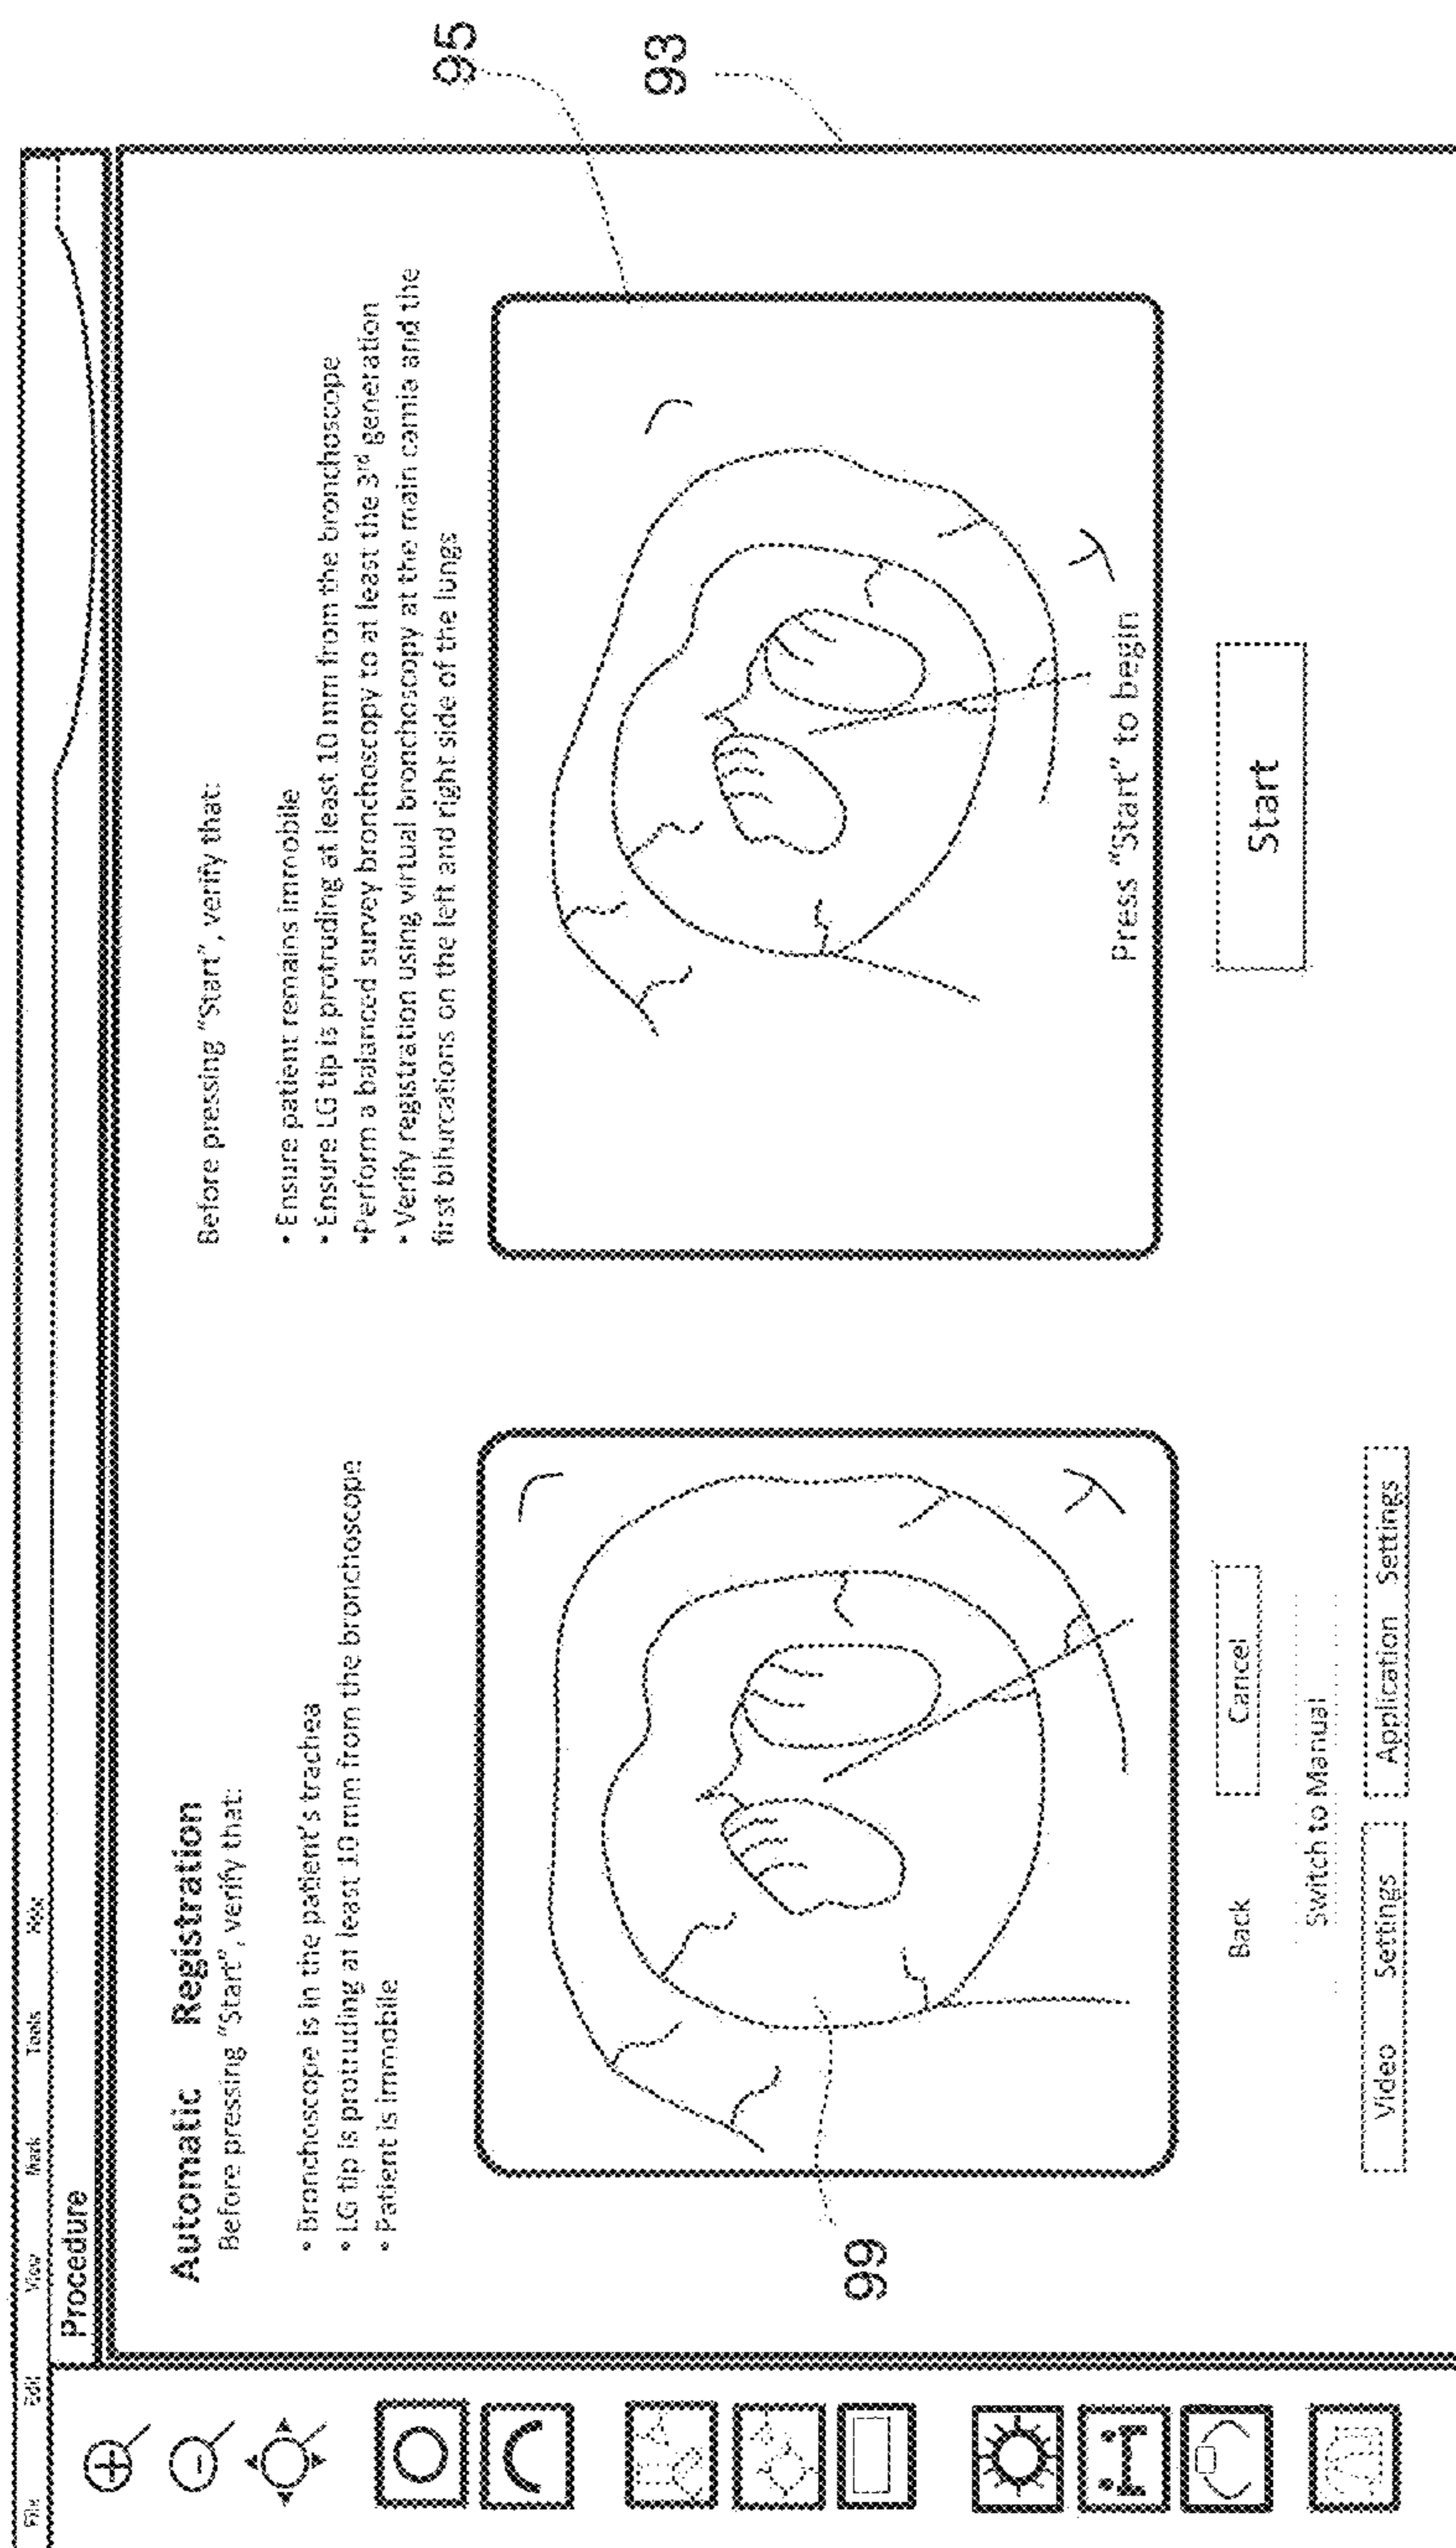 File Edit View Mark Tools
Procedure
Automatic Registration
Before pressing "Start", verify that:
• Bronchoscope is in the patient's trachea
• LG tip is protruding at least 10 mm from the bronchoscope
• Patient is immobile
99
Back
Cancel
Switch to Manual
Video Settings
Application Settings
Before pressing "Start", verify that:
• Ensure patient remains immobile
• Ensure LG tip is protruding at least 10 mm from the bronchoscope
•Perform a balanced survey bronchoscopy to at least the 3rd generation
• Verify registration using virtual bronchoscopy at the main carnia and the
first bifurcations on the left and right side of the lungs
Press "Start" to begin
Start
95
93